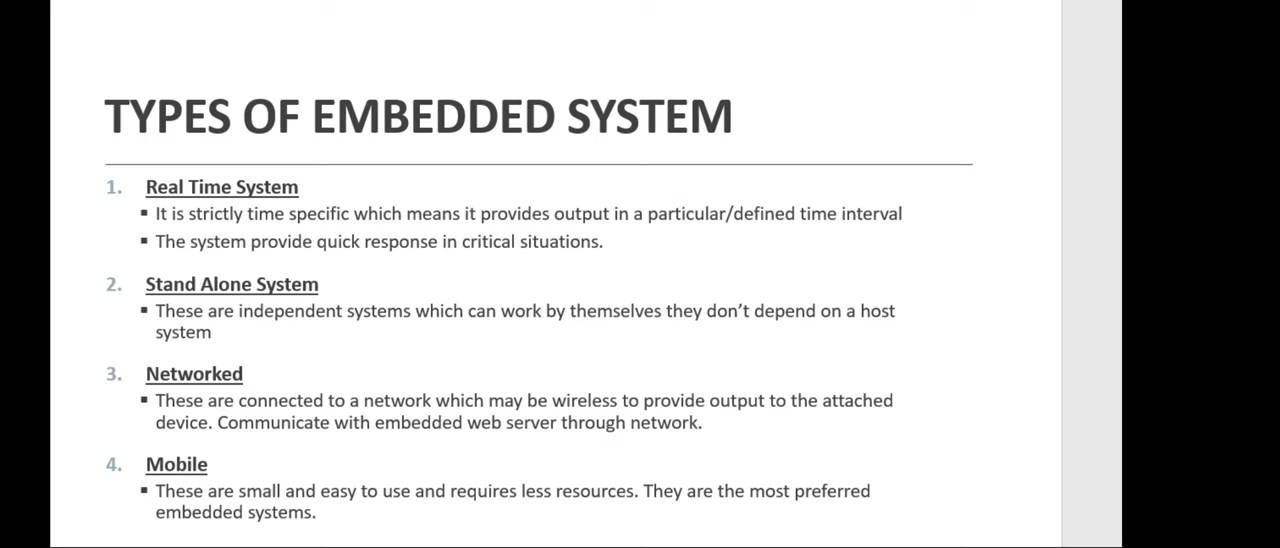 TYPES OF EMBEDDED SYSTEM
1. Real Time System
▪ It is strictly time specific which means it provides output in a particular/defined time interval
▪ The system provide quick response in critical situations.
2. Stand Alone System
▪ These are independent systems which can work by themselves they don’t depend on a host
system
3. Networked
▪ These are connected to a network which may be wireless to provide output to the attached
device. Communicate with embedded web server through network.
4. Mobile
▪ These are small and easy to use and requires less resources. They are the most preferred
embedded systems.